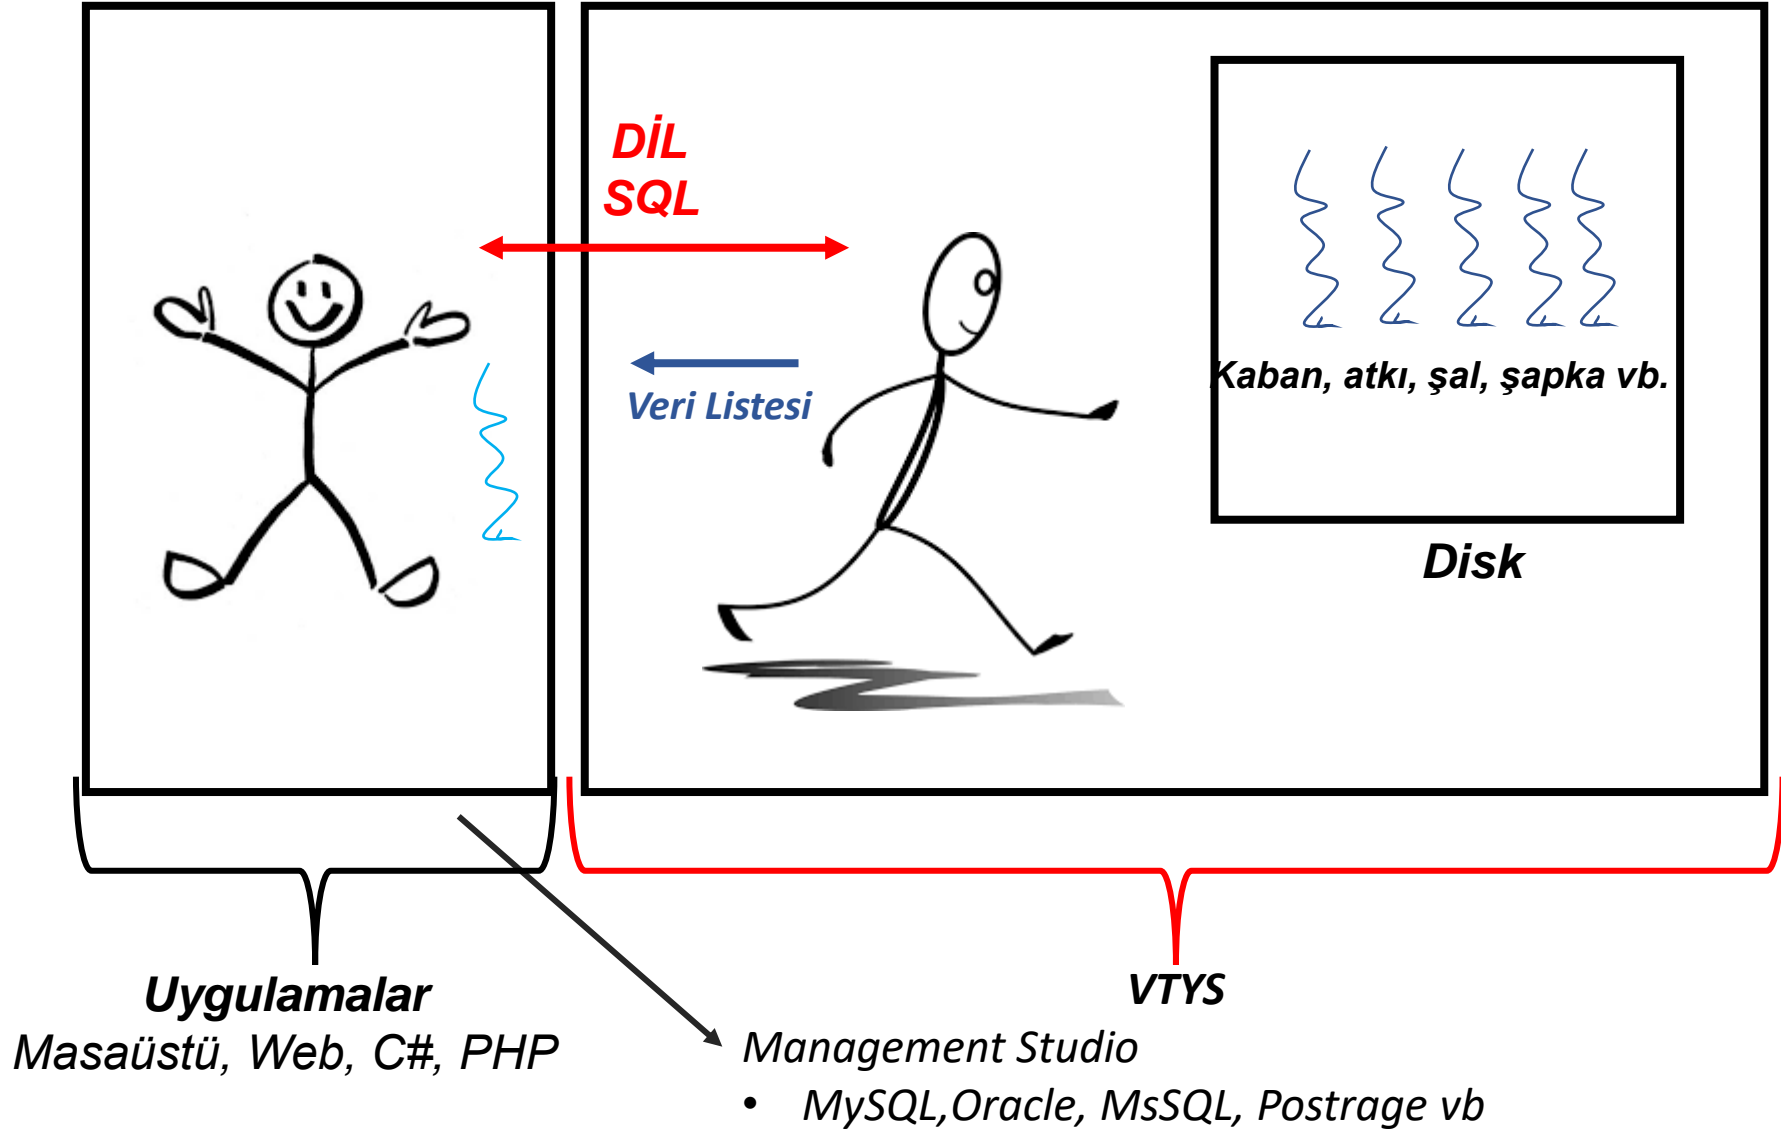 DİL
SQL
Veri Listesi
Kaban, atkı, şal, şapka vb.
Disk
Uygulamalar
Masaüstü, Web, C#, PHP
VTYS
Management Studio
• MySQL,Oracle, MsSQL, Postrage vb